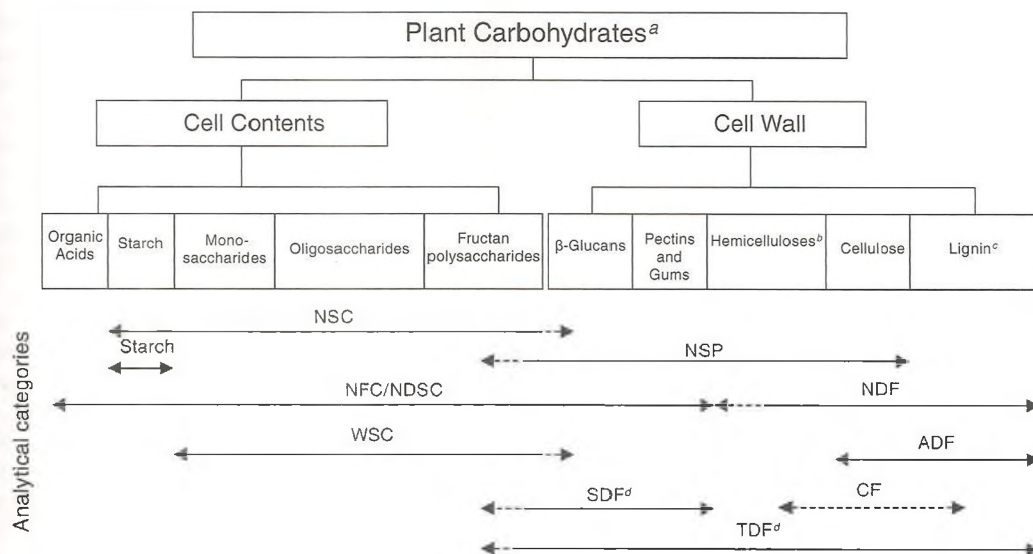 Plant Carbohydrates^a
Cell Contents
Cell Wall
Organic
Acids
Starch
Mono-
saccharides
Oligosaccharides
Fructan
polysaccharides
β-Glucans
Pectins
and
Gums
Hemicelluloses^b
Cellulose
Lignin^c
Analytical categories
NSC
Starch
NSP
NFC/NDSC
NDF
WSC
ADF
SDF^d
CF
TDF^d